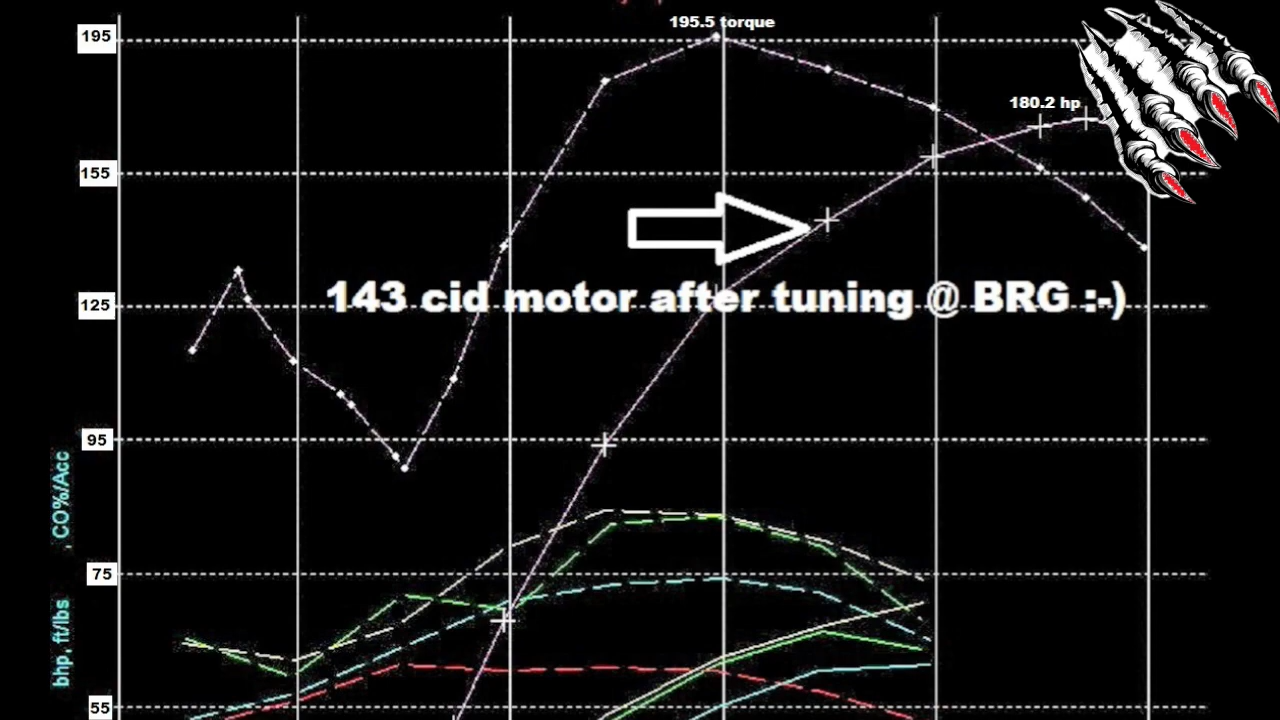 195.5 torque
195
180.2 hp
155
143 cid motor after tuning @ BRG :-)
125
95
, CO%/Acc
75
bhp, ft/lbs
55